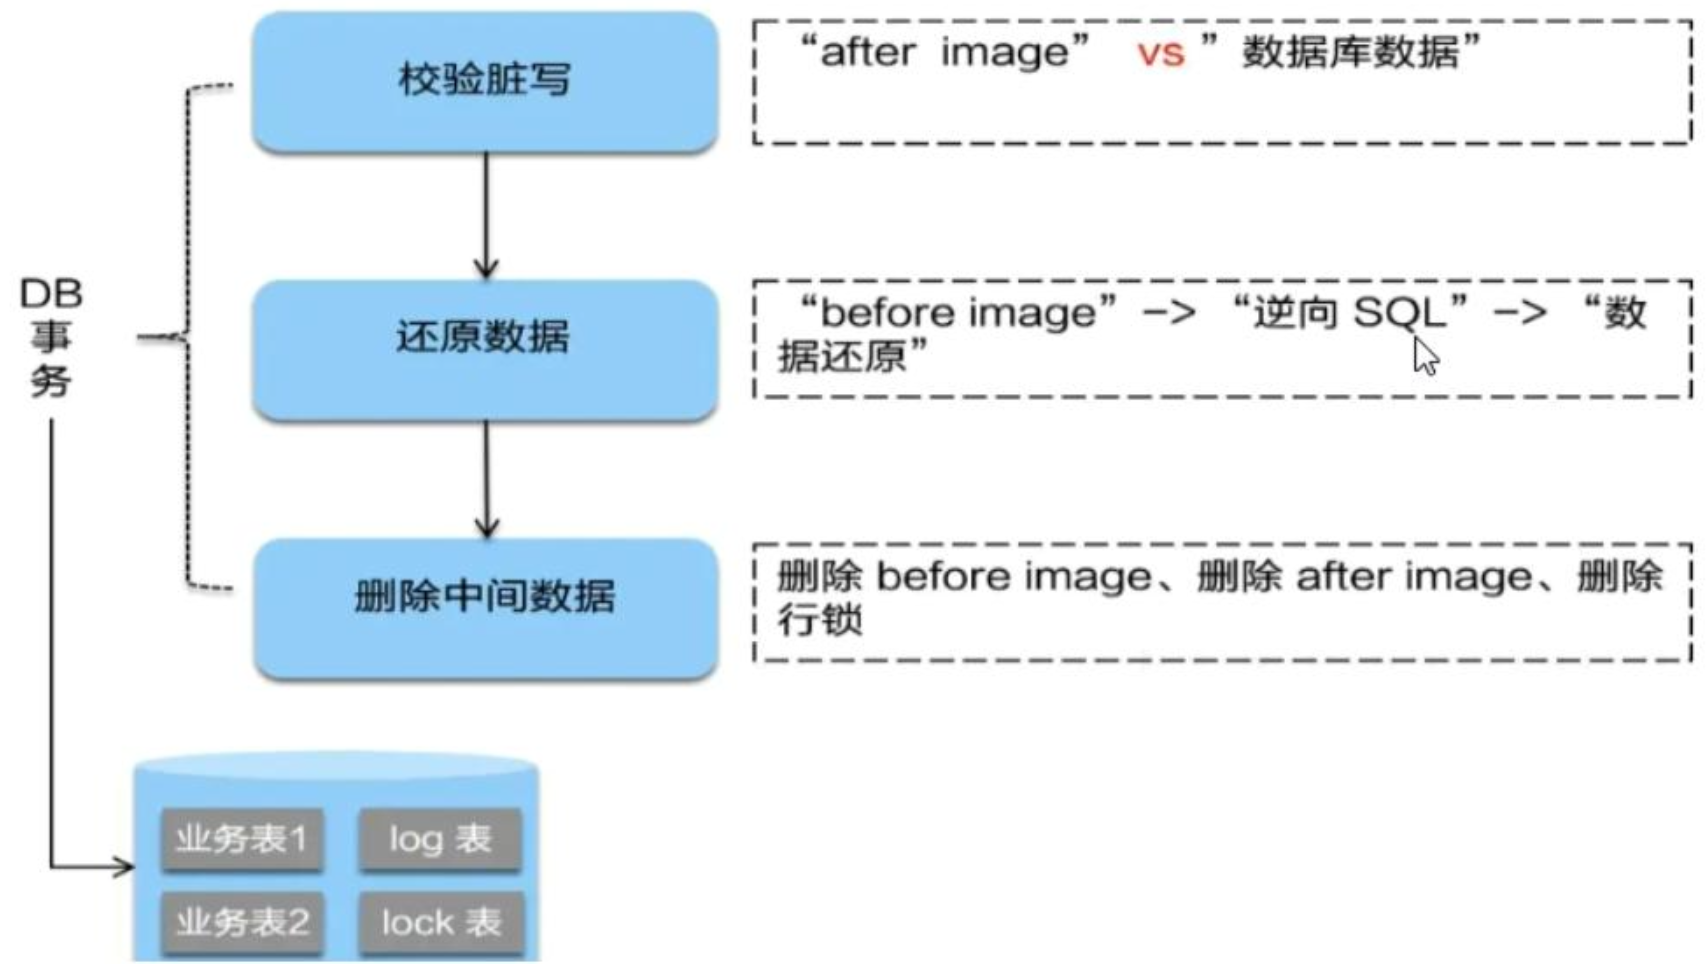 校验脏写
“after image” vs ”数据库数据”
DB
事
务
还原数据
“before image” –> “逆向 SQL” –> “数
据还原”
删除中间数据
删除 before image、删除 after image、删除
行锁
业务表1
log 表
业务表2
lock 表